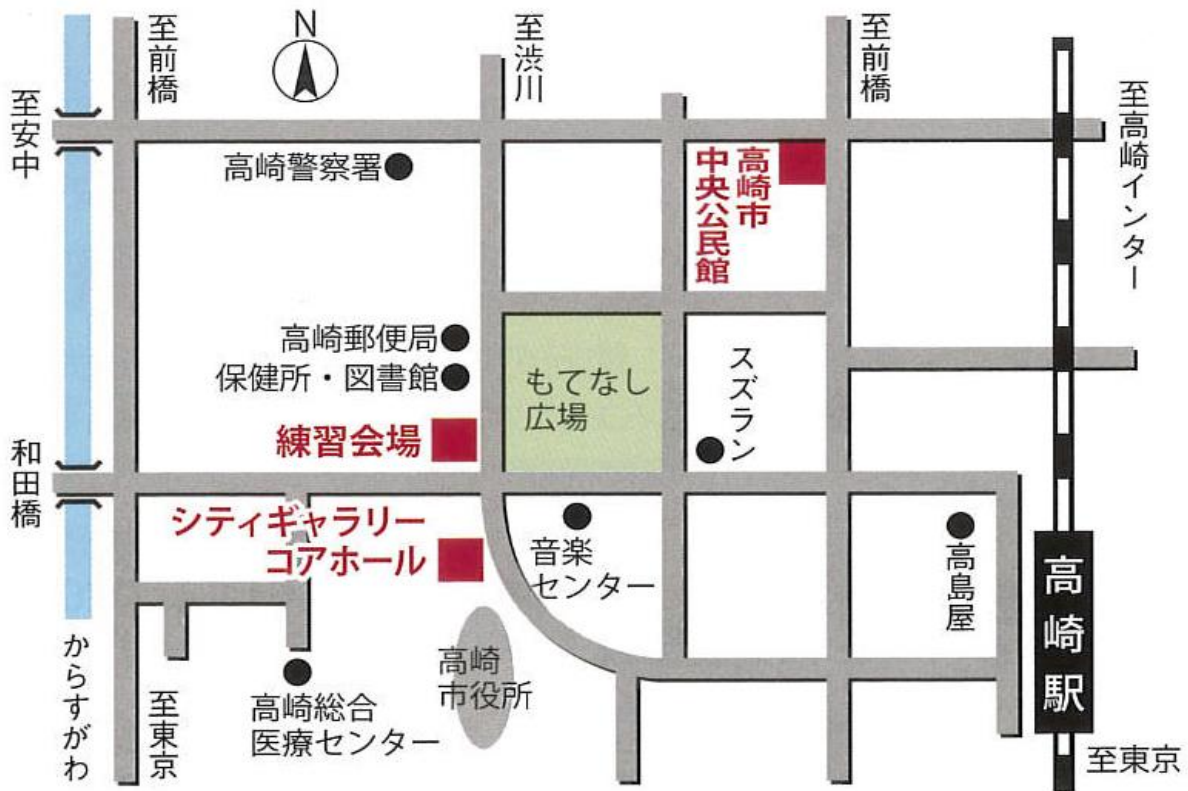 N
至前橋
至渋川
至前橋
至安中
至高崎インター
高崎警察署
高崎市
中央公民館
高崎郵便局
保健所・図書館
もてなし
広場
スズラン
練習会場
和田橋
シティギャラリー
コアホール
音楽
センター
高島屋
高崎駅
からすがわ
至東京
高崎総合
医療センター
高崎
市役所
至東京